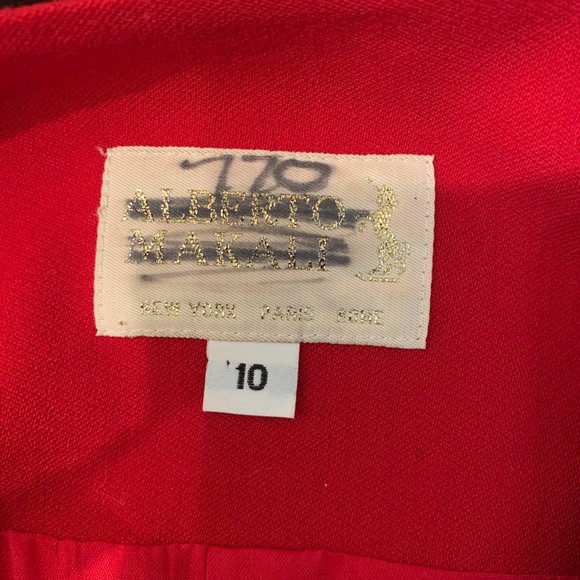 770
ALBERTO
MAKALI
NEW YORK PARIS ROME
10